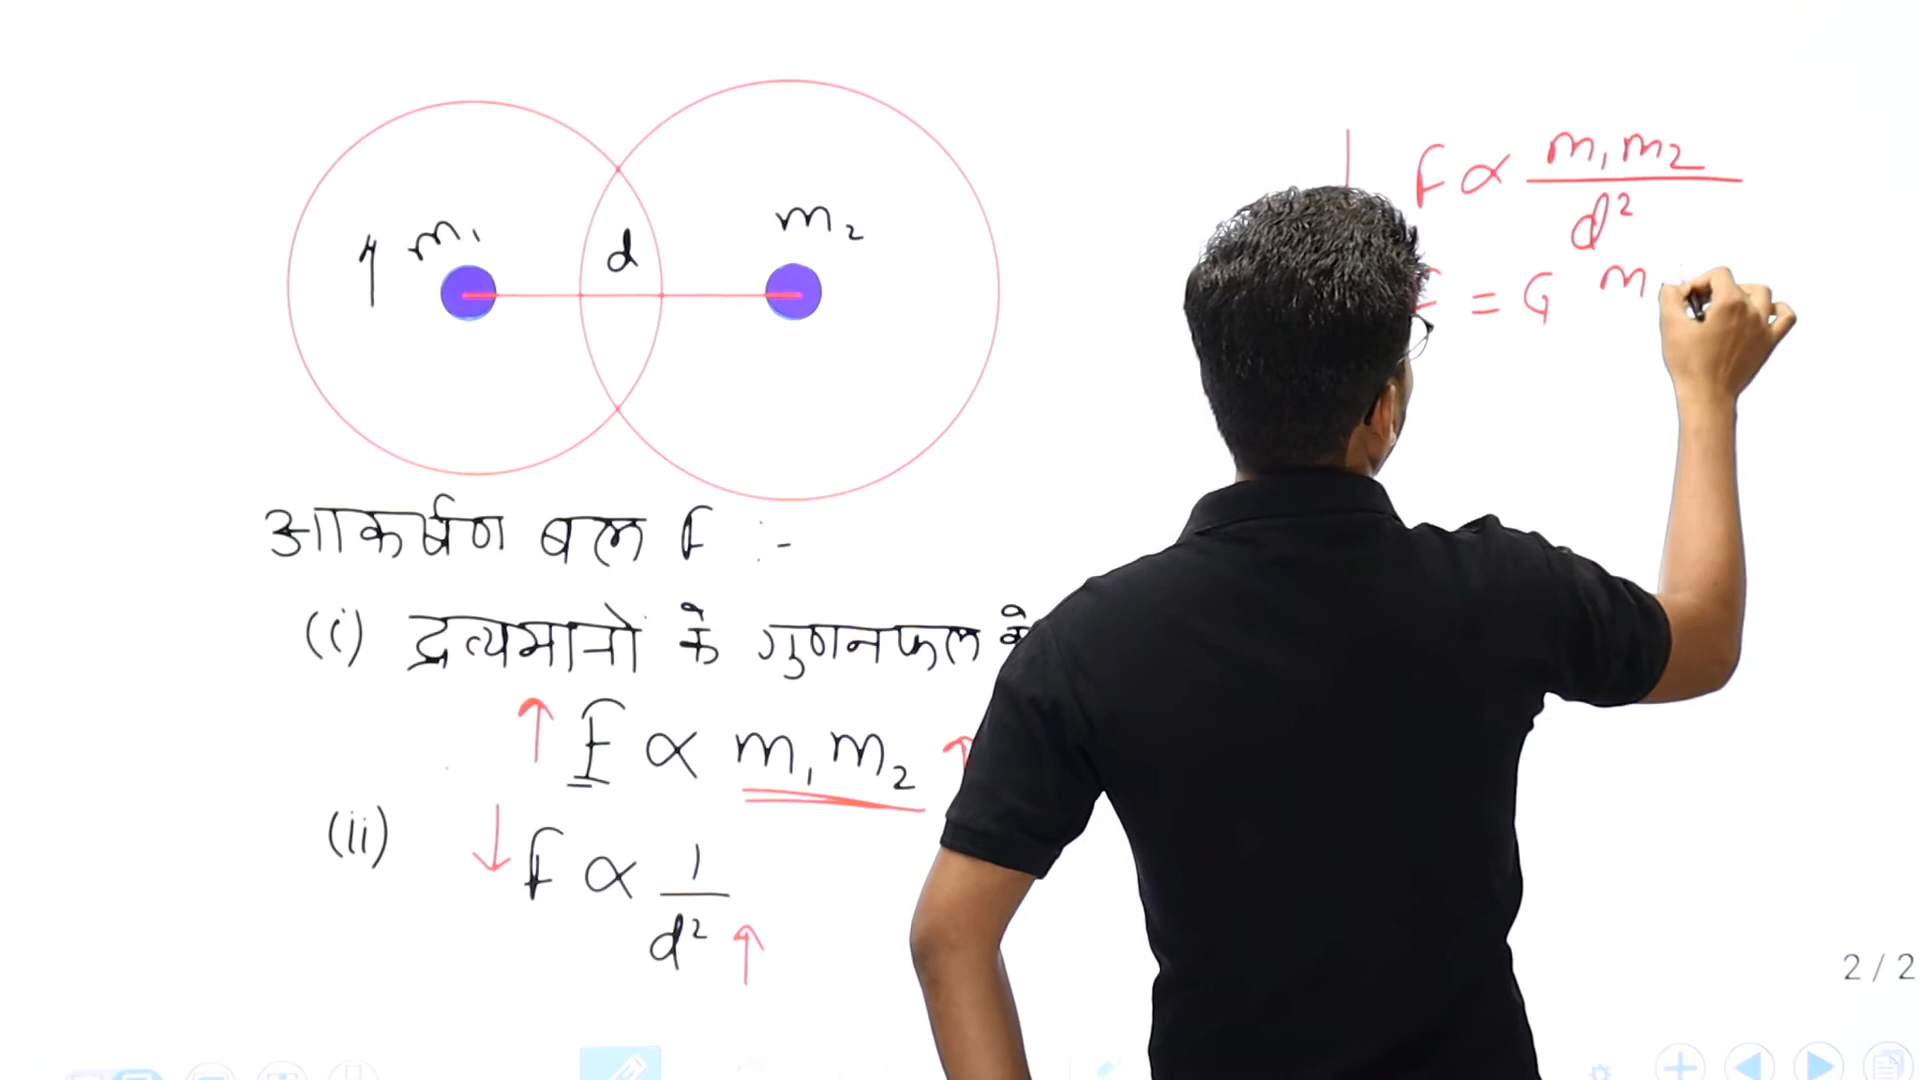 m₁ d m₂
आकर्षण बल F :-
(i) द्रव्यमानो के गुणनफल के
F ∝ m₁m₂
(ii) F ∝ 1/d²
F ∝ m₁m₂/d²
F = G m
2 / 2